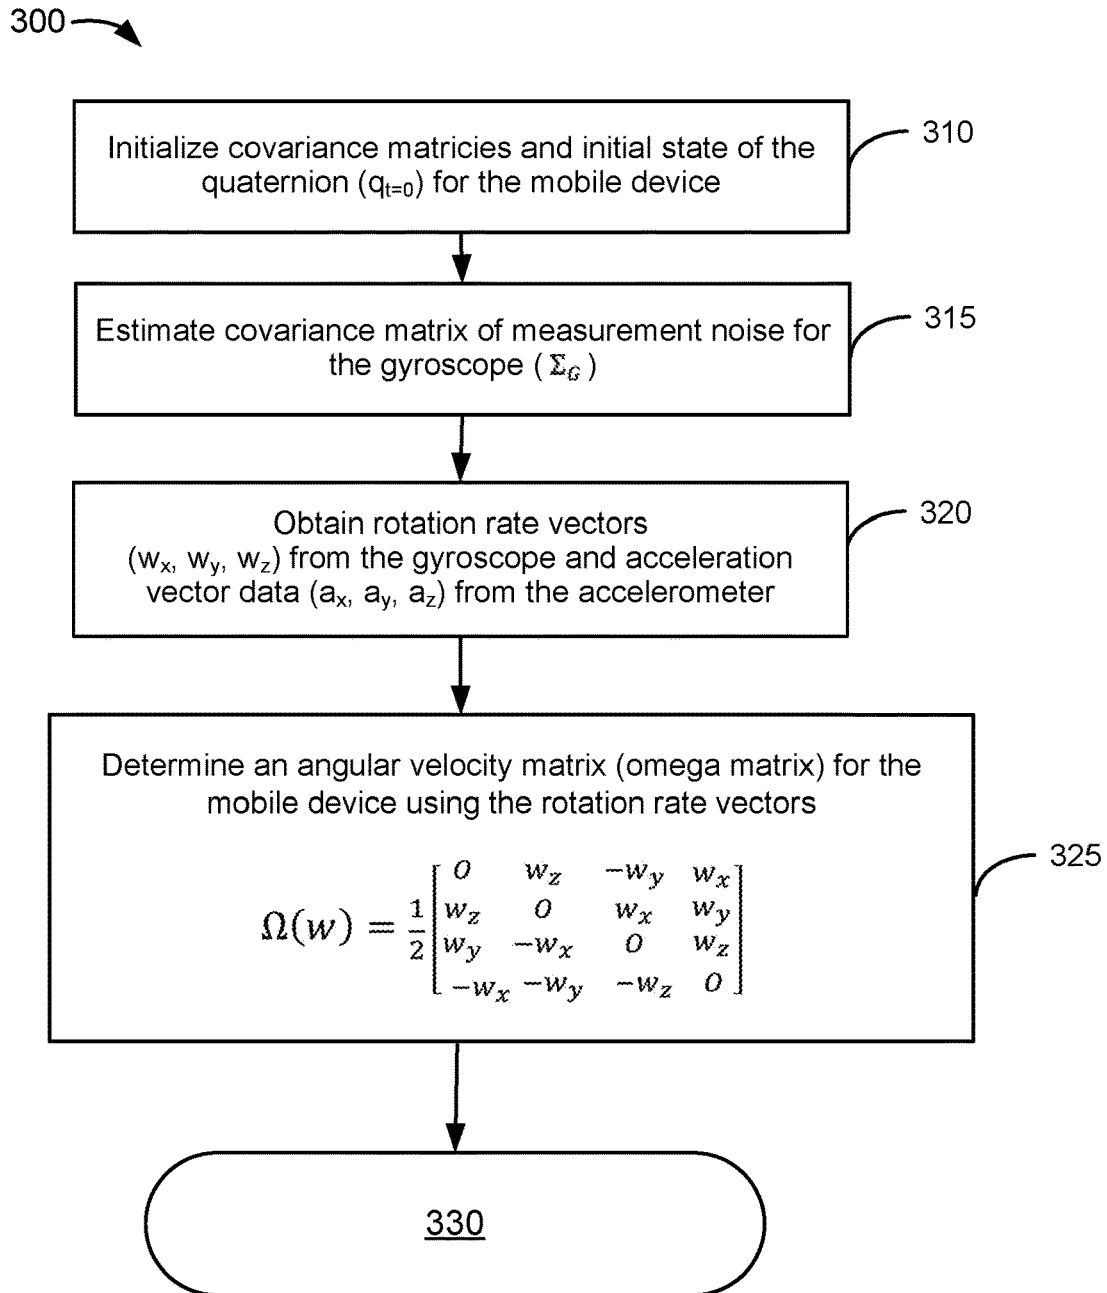 300
Initialize covariance matricies and initial state of the
quaternion (qt=0) for the mobile device
310
Estimate covariance matrix of measurement noise for
the gyroscope ( ΣG )
315
Obtain rotation rate vectors
(wx, wy, wz) from the gyroscope and acceleration
vector data (ax, ay, az) from the accelerometer
320
Determine an angular velocity matrix (omega matrix) for the
mobile device using the rotation rate vectors
Ω(w) = 1/2
0 wz -wy wx
wz 0 wx wy
wy -wx 0 wz
-wx -wy -wz 0
325
330